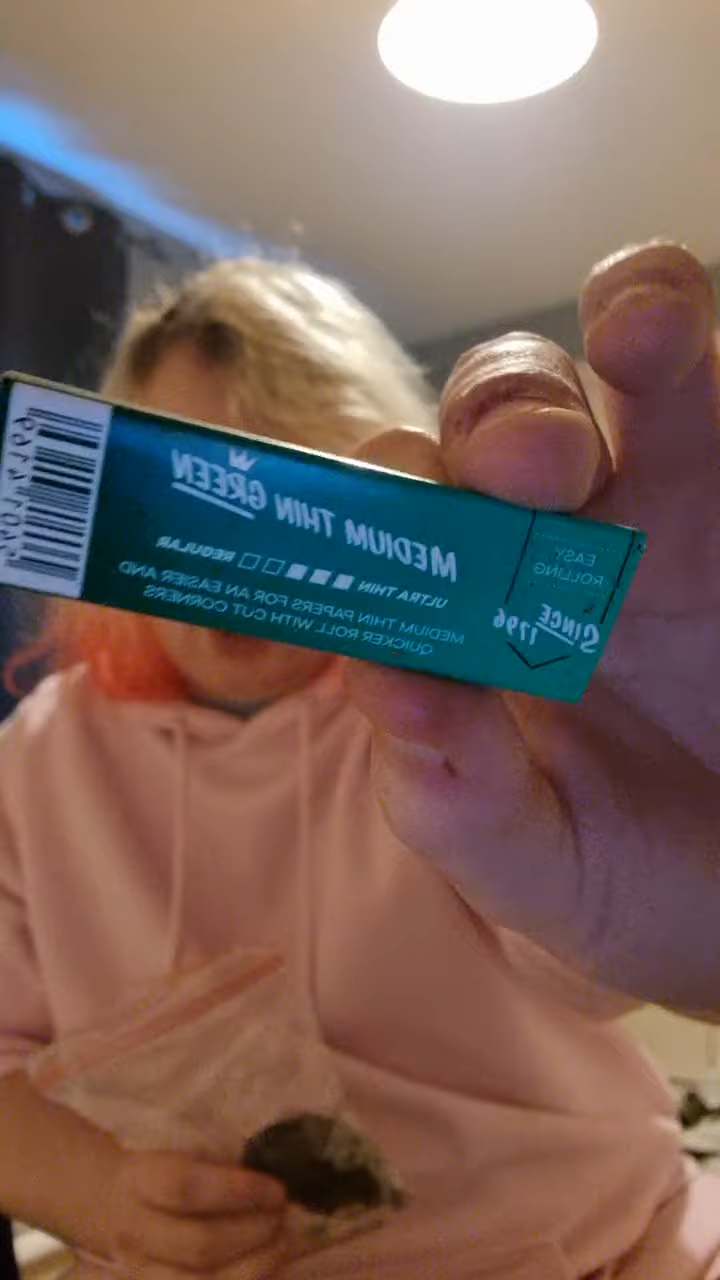 MEDIUM THIN GREEN
ULTRA THIN REGULAR
MEDIUM THIN PAPERS FOR AN EASIER AND
QUICKER ROLL WITH CUT CORNERS
EASY
ROLLING
SINCE
1796